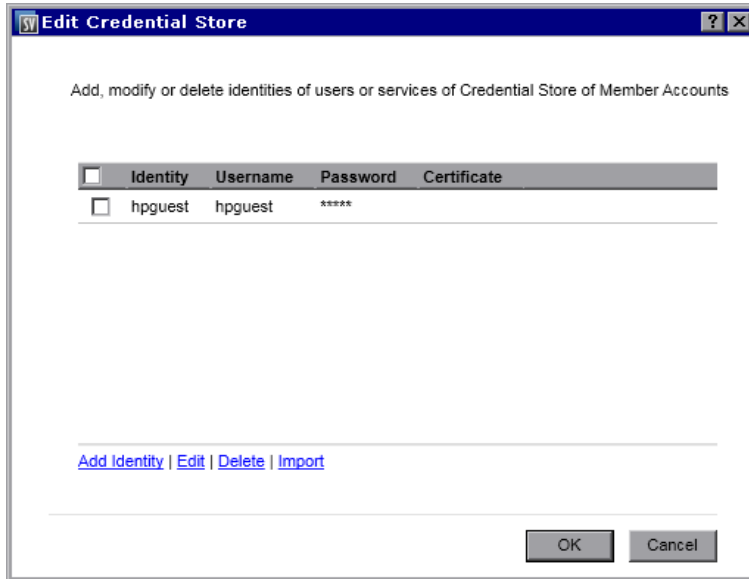 SV Edit Credential Store ? X
Add, modify or delete identities of users or services of Credential Store of Member Accounts
Identity Username Password Certificate
hpguest hpguest *****
Add Identity | Edit | Delete | Import
OK Cancel